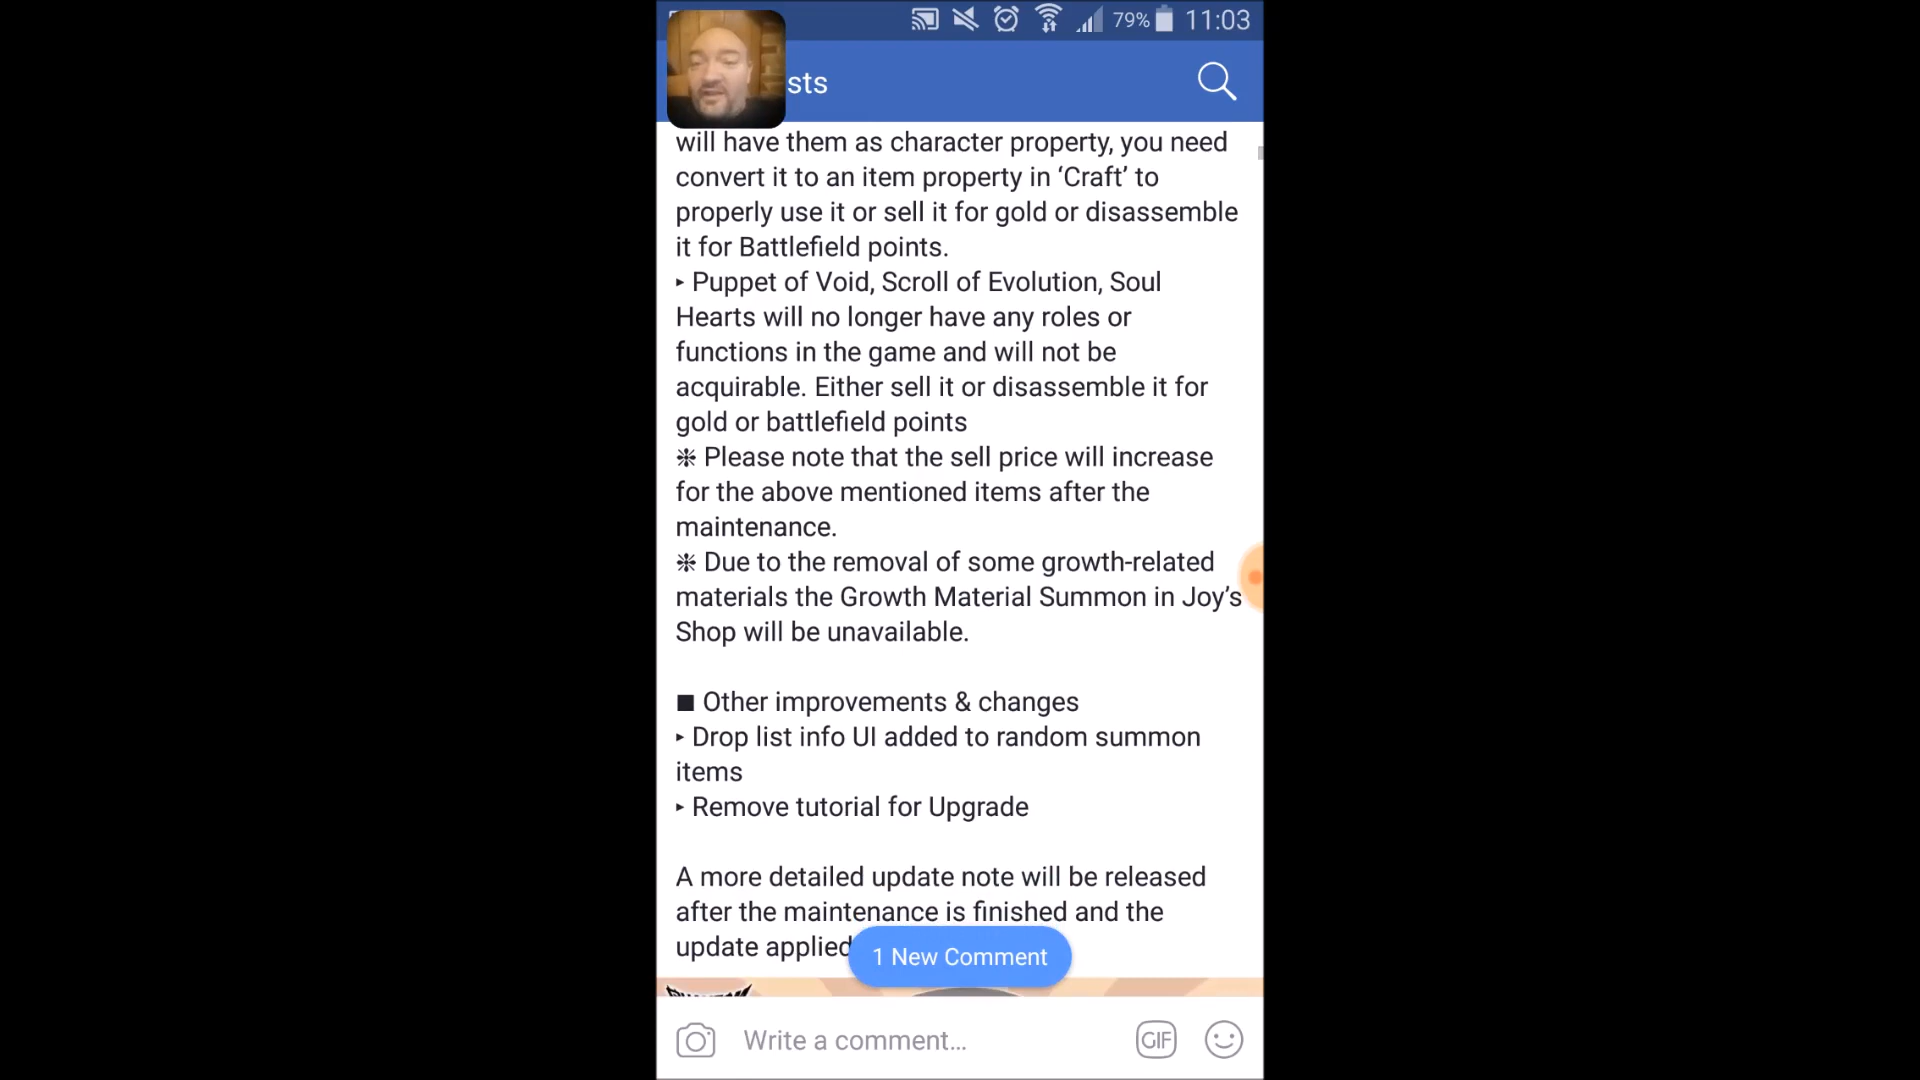 79% 11:03
sts
will have them as character property, you need
convert it to an item property in ‘Craft’ to
properly use it or sell it for gold or disassemble
it for Battlefield points.
‣ Puppet of Void, Scroll of Evolution, Soul
Hearts will no longer have any roles or
functions in the game and will not be
acquirable. Either sell it or disassemble it for
gold or battlefield points
❈ Please note that the sell price will increase
for the above mentioned items after the
maintenance.
❈ Due to the removal of some growth-related
materials the Growth Material Summon in Joy’s
Shop will be unavailable.
■ Other improvements & changes
‣ Drop list info UI added to random summon
items
‣ Remove tutorial for Upgrade
A more detailed update note will be released
after the maintenance is finished and the
update applied
1 New Comment
Write a comment...
GIF